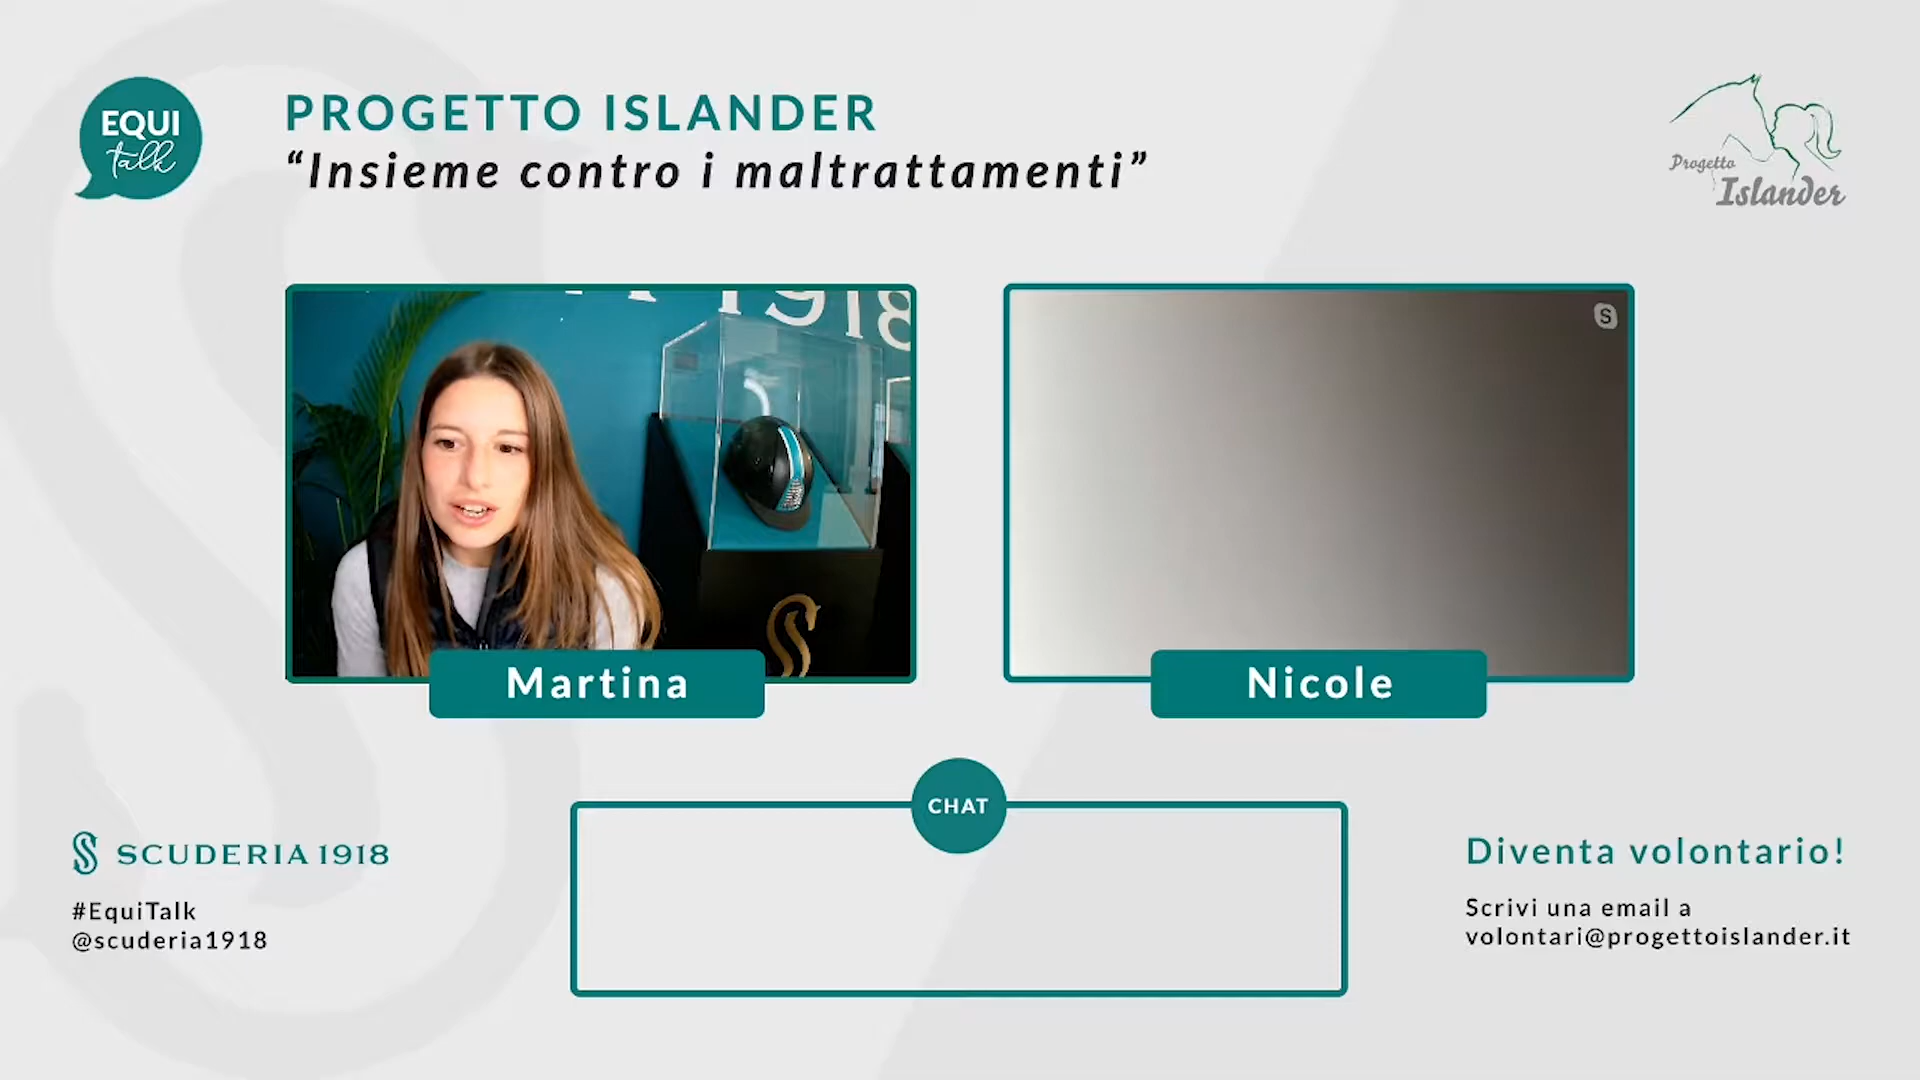 EQUI
talk
PROGETTO ISLANDER
“Insieme contro i maltrattamenti”
Progetto
Islander
1918
S
Martina
Nicole
CHAT
SCUDERIA 1918
#EquiTalk
@scuderia1918
Diventa volontario!
Scrivi una email a
volontari@progettoislander.it